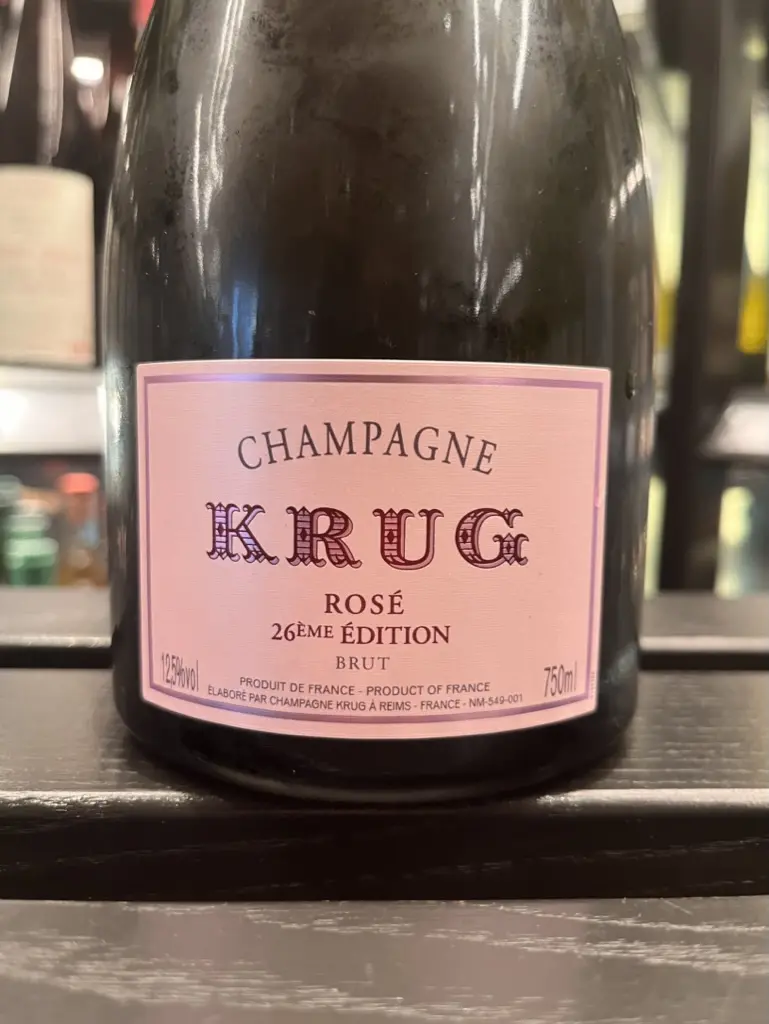 CHAMPAGNE
KRUG
ROSÉ
26ÈME ÉDITION
BRUT
12,5%vol
750ml
PRODUIT DE FRANCE - PRODUCT OF FRANCE
ÉLABORÉ PAR CHAMPAGNE KRUG À REIMS - FRANCE - NM-549-001